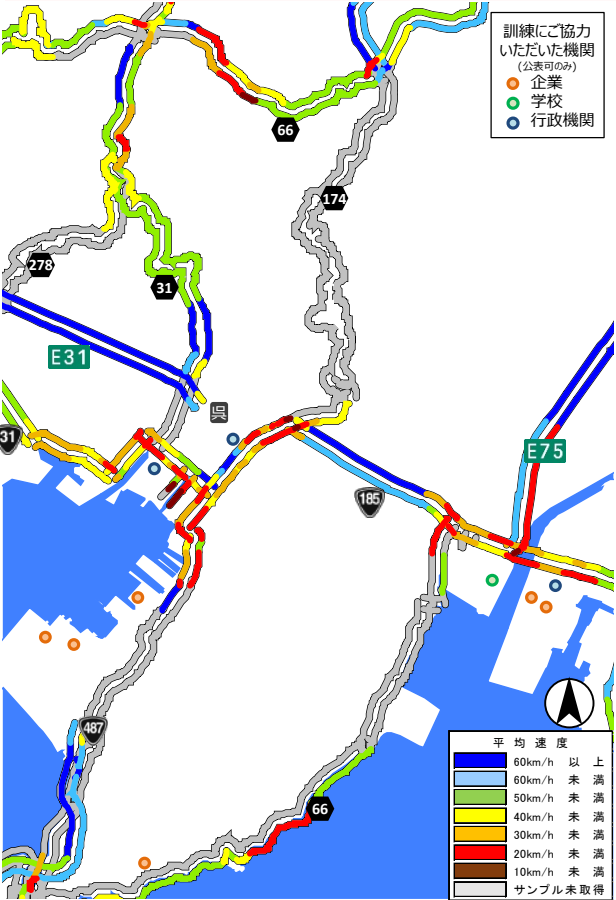 訓練にご協力
いただいた機関
(公表可のみ)
企業
学校
行政機関
66
174
278
31
E31
呉
31
E75
185
487
66
平均速度
60km/h 以上
60km/h 未満
50km/h 未満
40km/h 未満
30km/h 未満
20km/h 未満
10km/h 未満
サンプル未取得